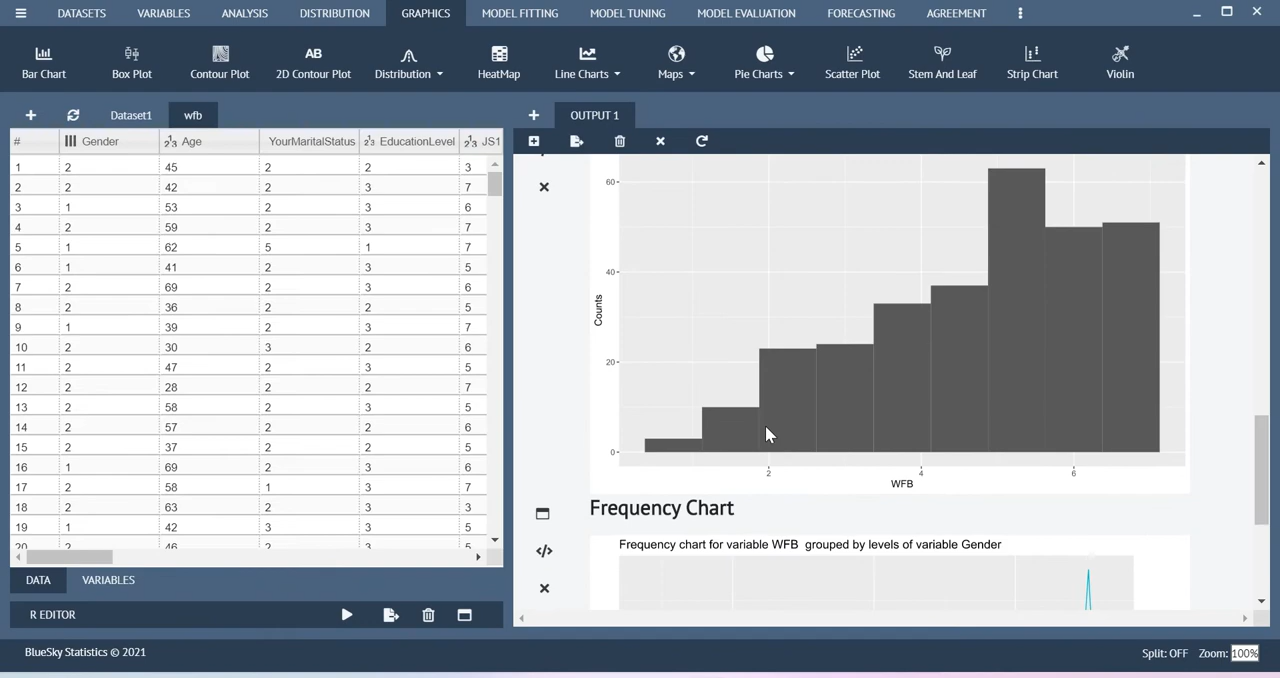 DATASETS VARIABLES ANALYSIS DISTRIBUTION GRAPHICS MODEL FITTING MODEL TUNING MODEL EVALUATION FORECASTING AGREEMENT
Bar Chart Box Plot Contour Plot AB 2D Contour Plot Distribution HeatMap Line Charts Maps Pie Charts Scatter Plot Stem And Leaf Strip Chart Violin
Dataset1 wfb
OUTPUT 1
# Gender Age YourMaritalStatus EducationLevel JS1
1 2 45 2 2 3
2 2 42 2 3 7
3 1 53 2 3 6
4 2 59 2 3 7
5 1 62 5 1 7
6 1 41 2 3 5
7 2 69 2 3 6
8 2 36 2 2 5
9 1 39 2 3 7
10 2 30 3 2 6
11 2 47 2 3 5
12 2 28 2 2 7
13 2 58 2 3 5
14 2 57 2 2 6
15 2 37 2 2 5
16 1 69 2 3 6
17 2 58 1 3 7
18 2 63 2 3 3
19 1 42 3 3 5
20 2 46 2 3 5
DATA VARIABLES
R EDITOR
60
40
20
0
Counts
2 4 6
WFB
Frequency Chart
Frequency chart for variable WFB grouped by levels of variable Gender
BlueSky Statistics © 2021
Split: OFF Zoom: 100%